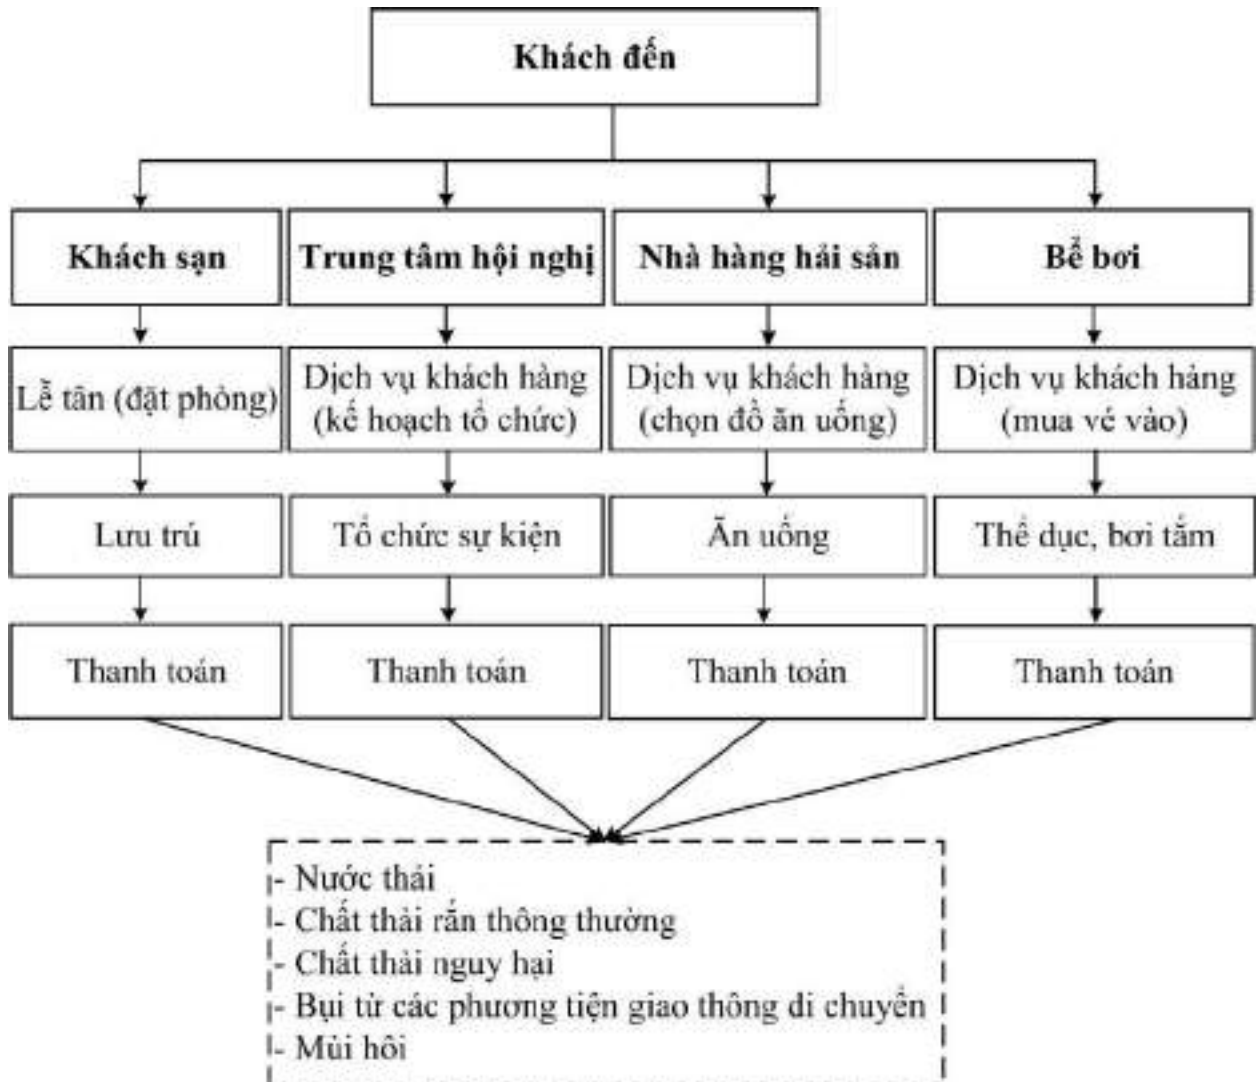 Khách đến
Khách sạn
Trung tâm hội nghị
Nhà hàng hải sản
Bể bơi
Lễ tân (đặt phòng)
Dịch vụ khách hàng
(kế hoạch tổ chức)
Dịch vụ khách hàng
(chọn đồ ăn uống)
Dịch vụ khách hàng
(mua vé vào)
Lưu trú
Tổ chức sự kiện
Ăn uống
Thể dục, bơi tắm
Thanh toán
Thanh toán
Thanh toán
Thanh toán
- Nước thải
- Chất thải rắn thông thường
- Chất thải nguy hại
- Bụi từ các phương tiện giao thông di chuyển
- Mùi hôi